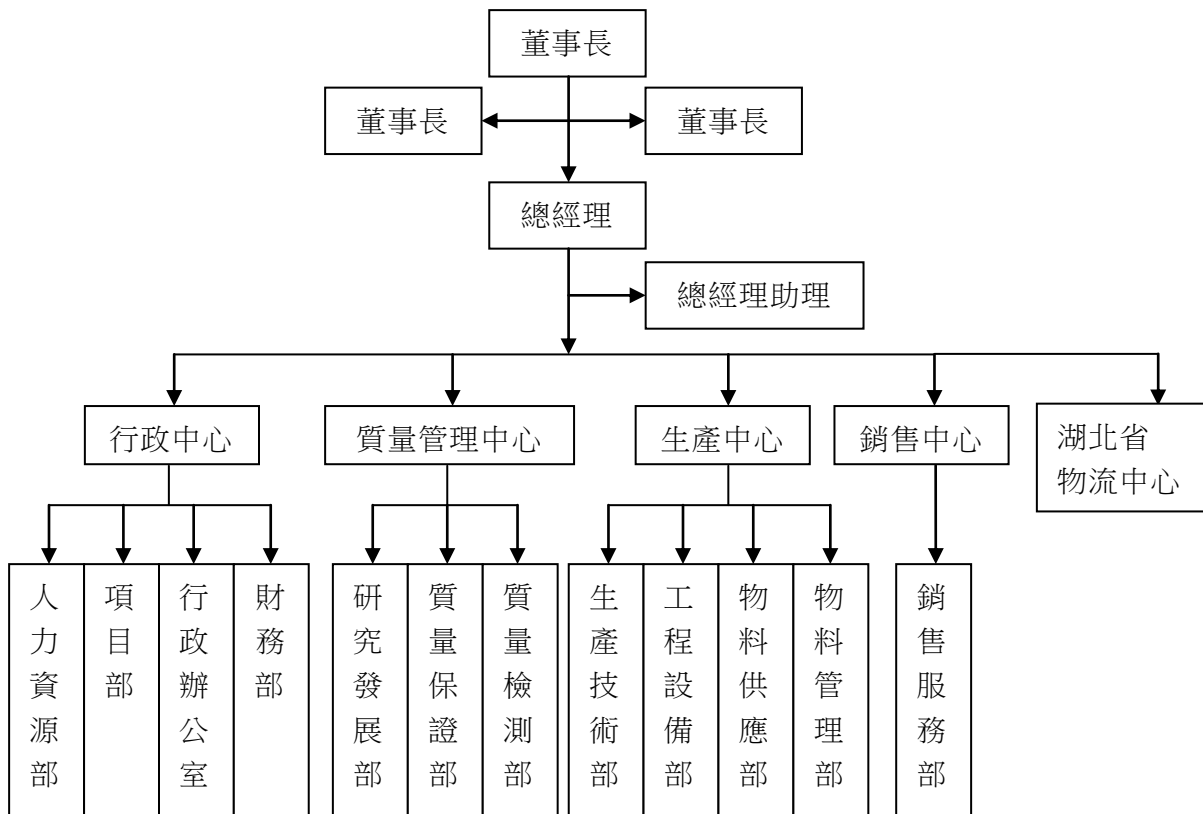 董事長
董事長
董事長
總經理
總經理助理
行政中心
質量管理中心
生產中心
銷售中心
湖北省
物流中心
人力資源部
項目部
行政辦公室
財務部
研究發展部
質量保證部
質量檢測部
生產技術部
工程設備部
物料供應部
物料管理部
銷售服務部